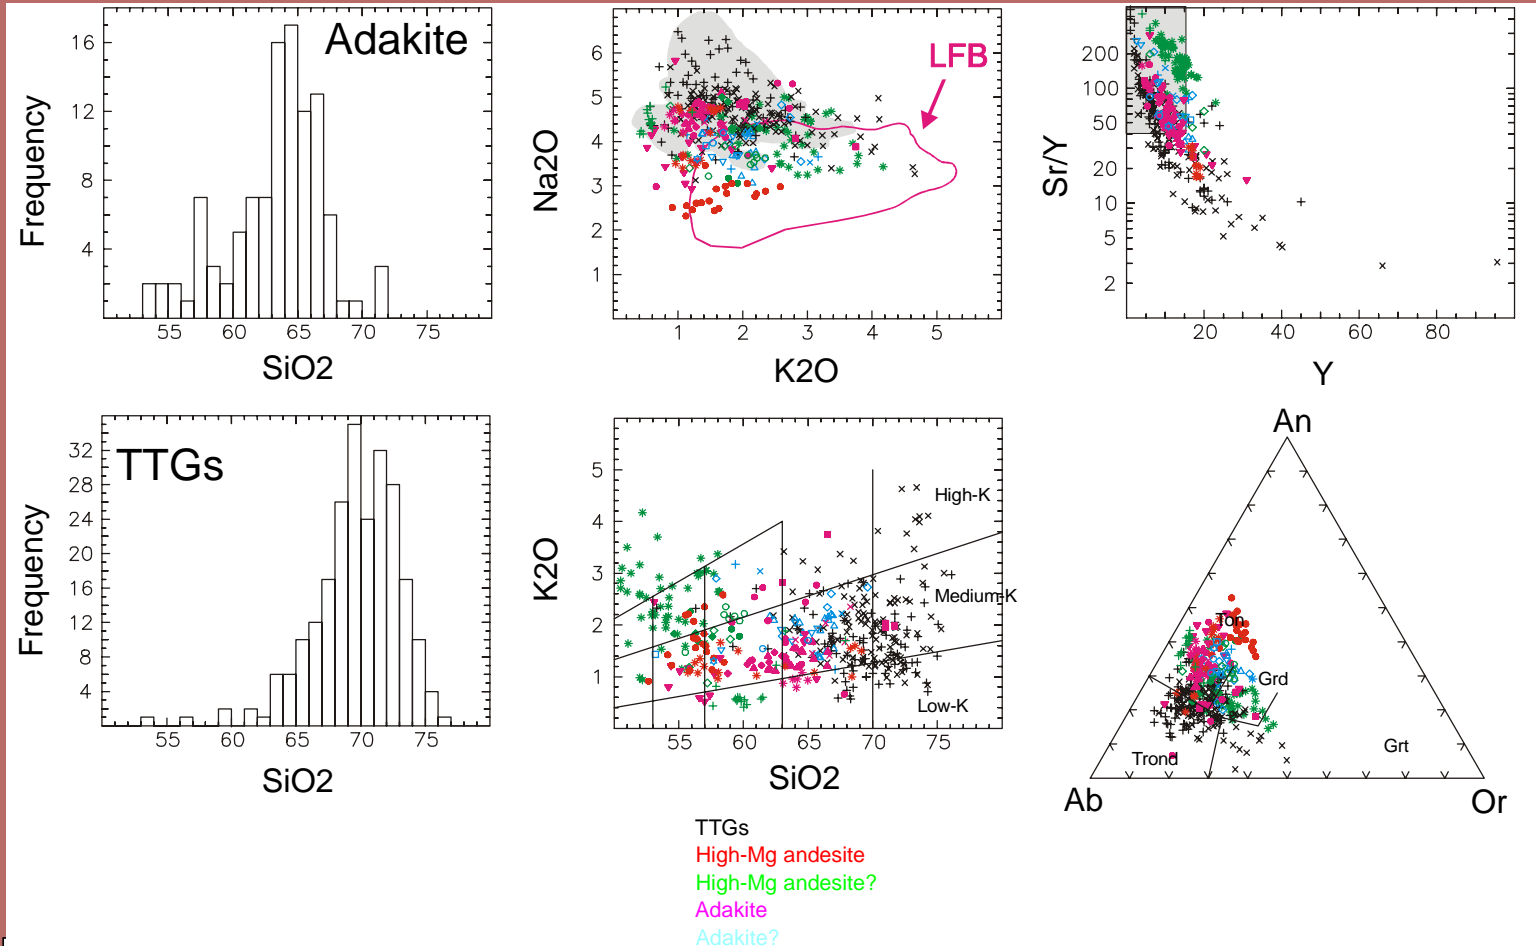 Adakite
16
12
8
4
Frequency
55 60 65 70 75
SiO2
LFB
6
5
4
3
2
1
Na2O
1 2 3 4 5
K2O
200
100
50
20
10
5
2
Sr/Y
20 40 60 80
Y
TTGs
32
28
24
20
16
12
8
4
Frequency
55 60 65 70 75
SiO2
5
4
3
2
1
K2O
High-K
Medium-K
Low-K
55 60 65 70 75
SiO2
An
Ton
Grd
Trond
Grt
Ab
Or
TTGs
High-Mg andesite
High-Mg andesite?
Adakite
Adakite?